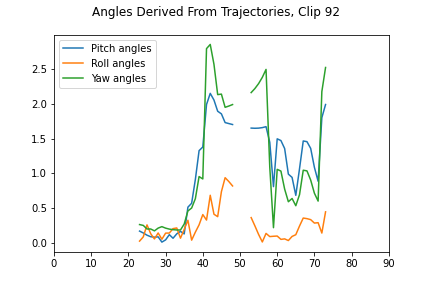 Angles Derived From Trajectories, Clip 92
Pitch angles
Roll angles
Yaw angles
2.5
2.0
1.5
1.0
0.5
0.0
0 10 20 30 40 50 60 70 80 90